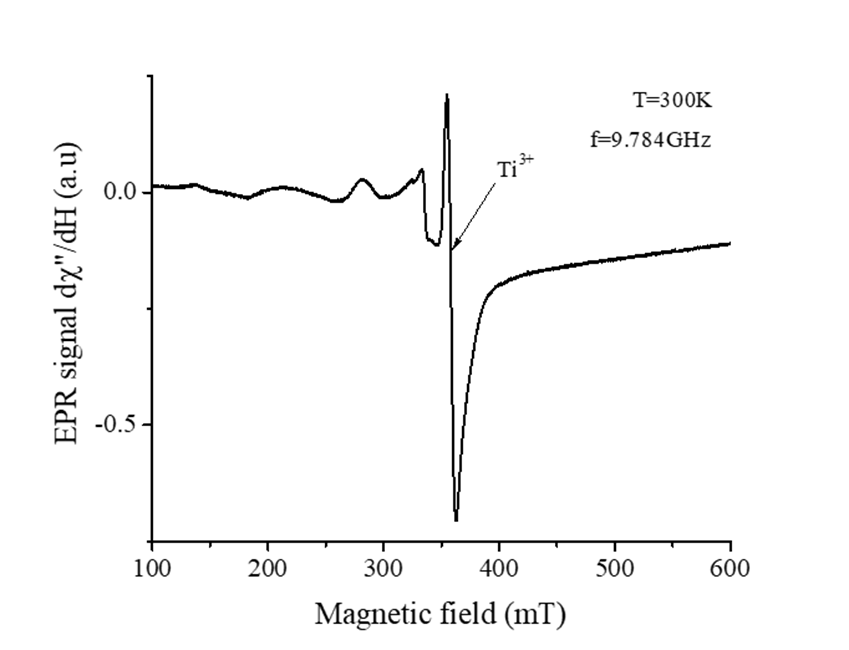 T=300K
f=9.784GHz
Ti³⁺
EPR signal dχ"/dH (a.u)
0.0
-0.5
100 200 300 400 500 600
Magnetic field (mT)